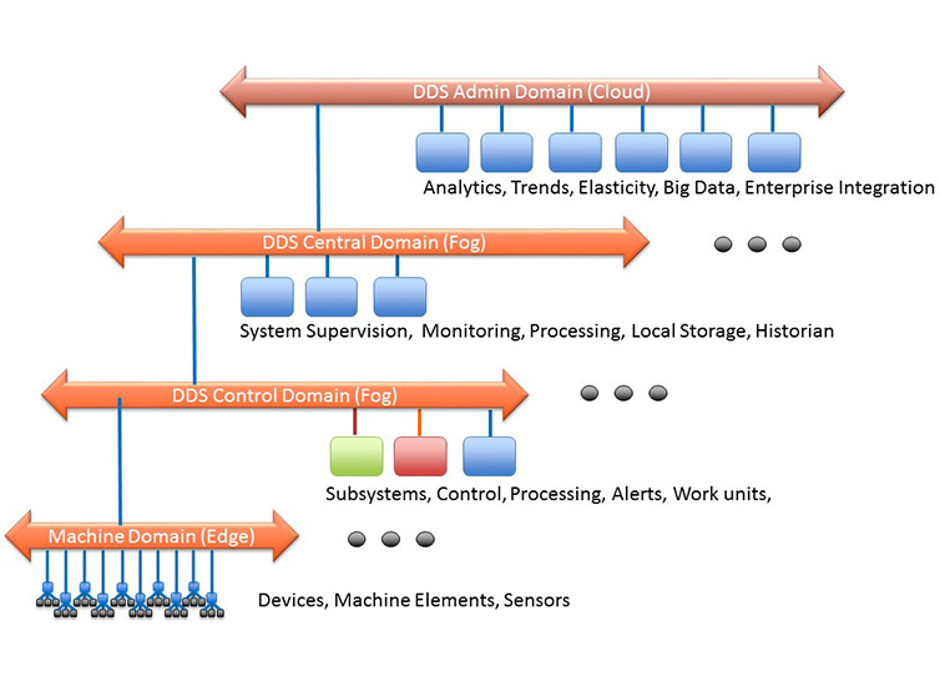 DDS Admin Domain (Cloud)
Analytics, Trends, Elasticity, Big Data, Enterprise Integration
DDS Central Domain (Fog)
System Supervision, Monitoring, Processing, Local Storage, Historian
DDS Control Domain (Fog)
Subsystems, Control, Processing, Alerts, Work units,
Machine Domain (Edge)
Devices, Machine Elements, Sensors